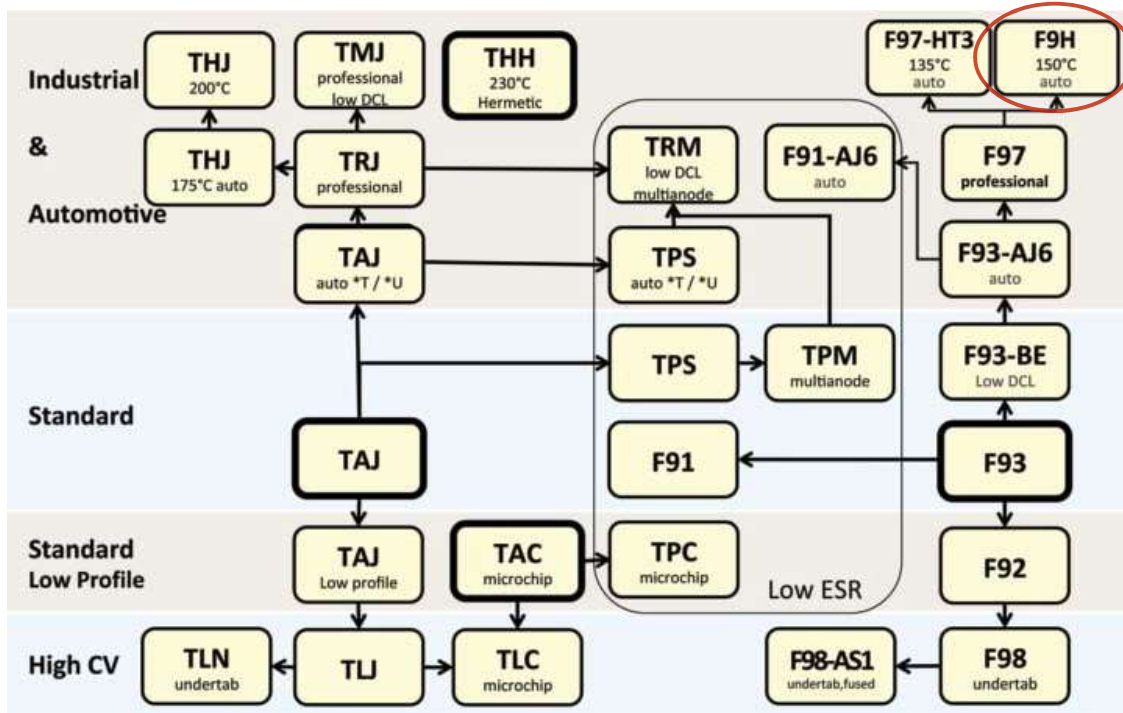 Industrial
&
Automotive
THJ
200°C
TMJ
professional
low DCL
THH
230°C
Hermetic
F97-HT3
135°C
auto
F9H
150°C
auto
THJ
175°C auto
TRJ
professional
TRM
low DCL
multianode
F91-AJ6
auto
F97
professional
TAJ
auto *T / *U
TPS
auto *T / *U
F93-AJ6
auto
Standard
TPS
TPM
multianode
F93-BE
Low DCL
TAJ
F91
F93
Standard
Low Profile
TAJ
Low profile
TAC
microchip
TPC
microchip
Low ESR
F92
High CV
TLN
undertab
TLJ
TLC
microchip
F98-AS1
undertab,fused
F98
undertab